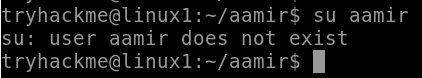 tryhackme@linux1:~/aamir$ su aamir
su: user aamir does not exist
tryhackme@linux1:~/aamir$